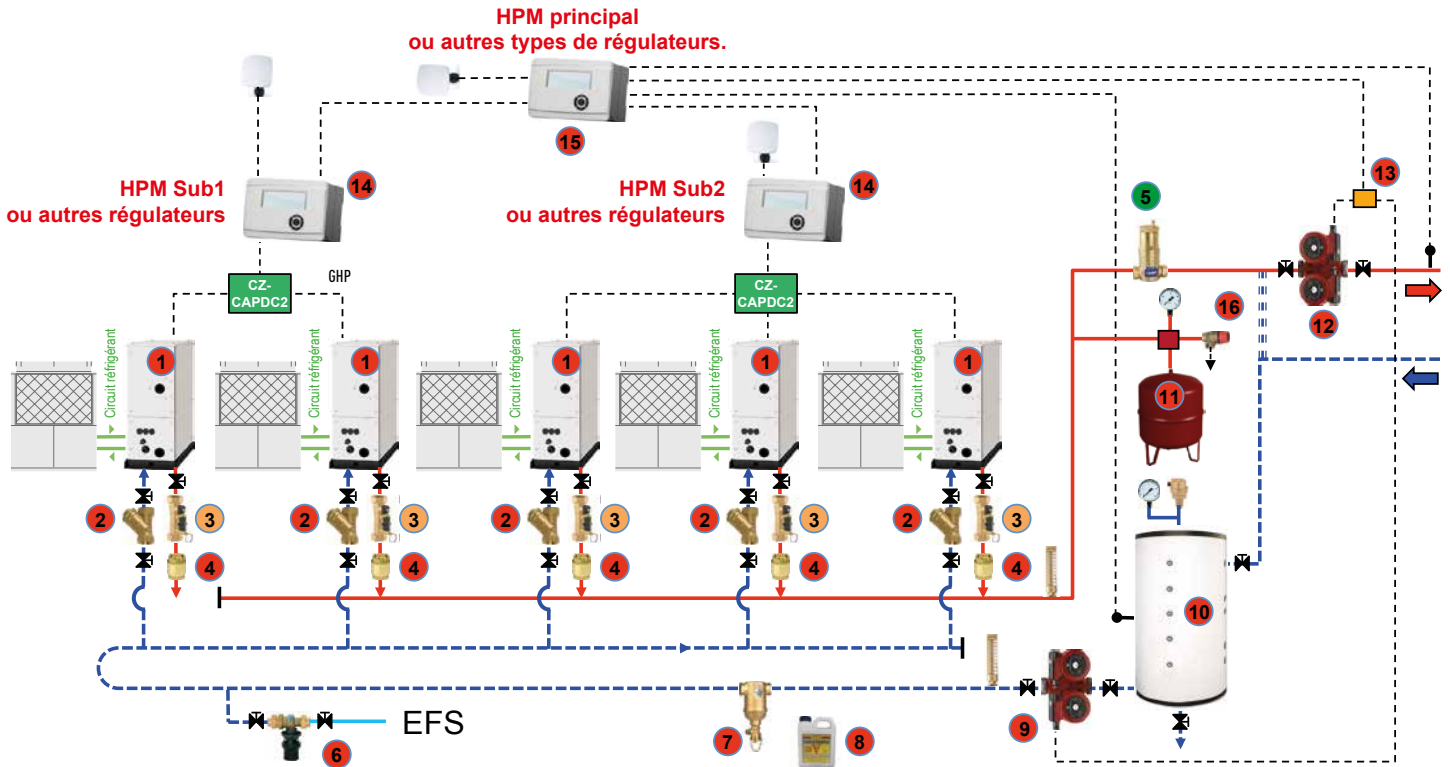 HPM principal
ou autres types de régulateurs.
15
HPM Sub1
ou autres régulateurs
14
HPM Sub2
ou autres régulateurs
14
13
5
CZ-
CAPDC2
GHP
CZ-
CAPDC2
16
12
Circuit réfrigérant
1
Circuit réfrigérant
1
Circuit réfrigérant
1
Circuit réfrigérant
1
Circuit réfrigérant
1
11
2
3
2
3
2
3
2
3
2
3
4
4
4
4
4
10
EFS
6
7
8
9